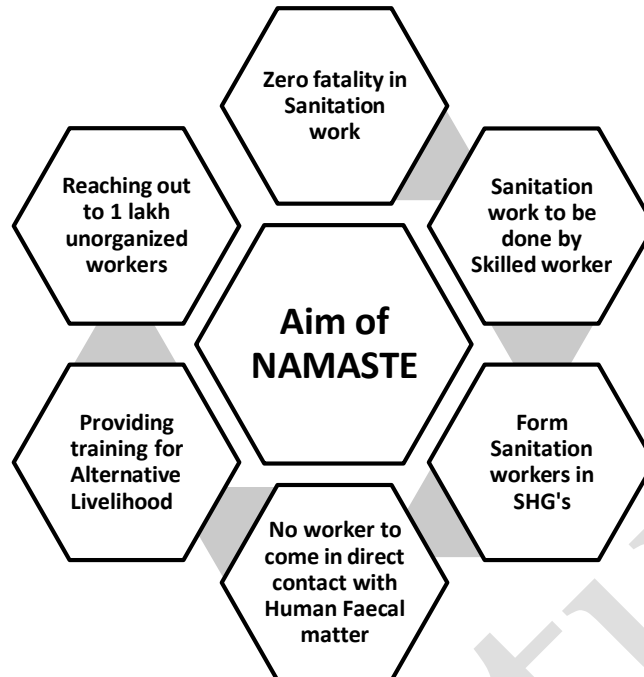 Zero fatality in
Sanitation
work
Sanitation
work to be
done by
Skilled worker
Form
Sanitation
workers in
SHG's
No worker to
come in direct
contact with
Human Faecal
matter
Providing
training for
Alternative
Livelihood
Reaching out
to 1 lakh
unorganized
workers
Aim of
NAMASTE